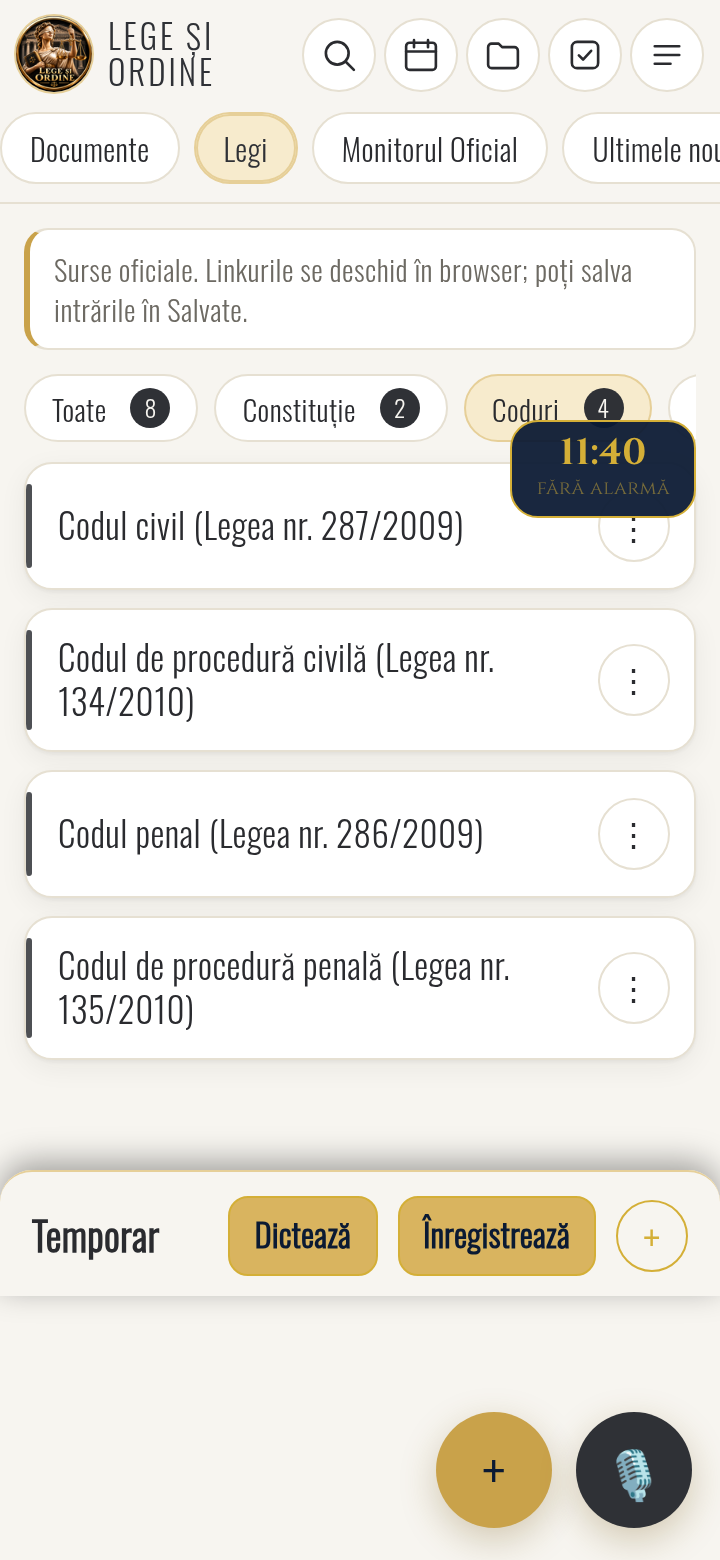 LEGE ȘI
ORDINE
LEGE ȘI
ORDINE
Documente
Legi
Monitorul Oficial
Ultimele nou
Surse oficiale. Linkurile se deschid în browser; poți salva
intrările în Salvate.
Toate 8
Constituție 2
Coduri 4
11:40
FĂRĂ ALARMĂ
Codul civil (Legea nr. 287/2009)
Codul de procedură civilă (Legea nr.
134/2010)
Codul penal (Legea nr. 286/2009)
Codul de procedură penală (Legea nr.
135/2010)
Temporar
Dictează
Înregistrează
+
+